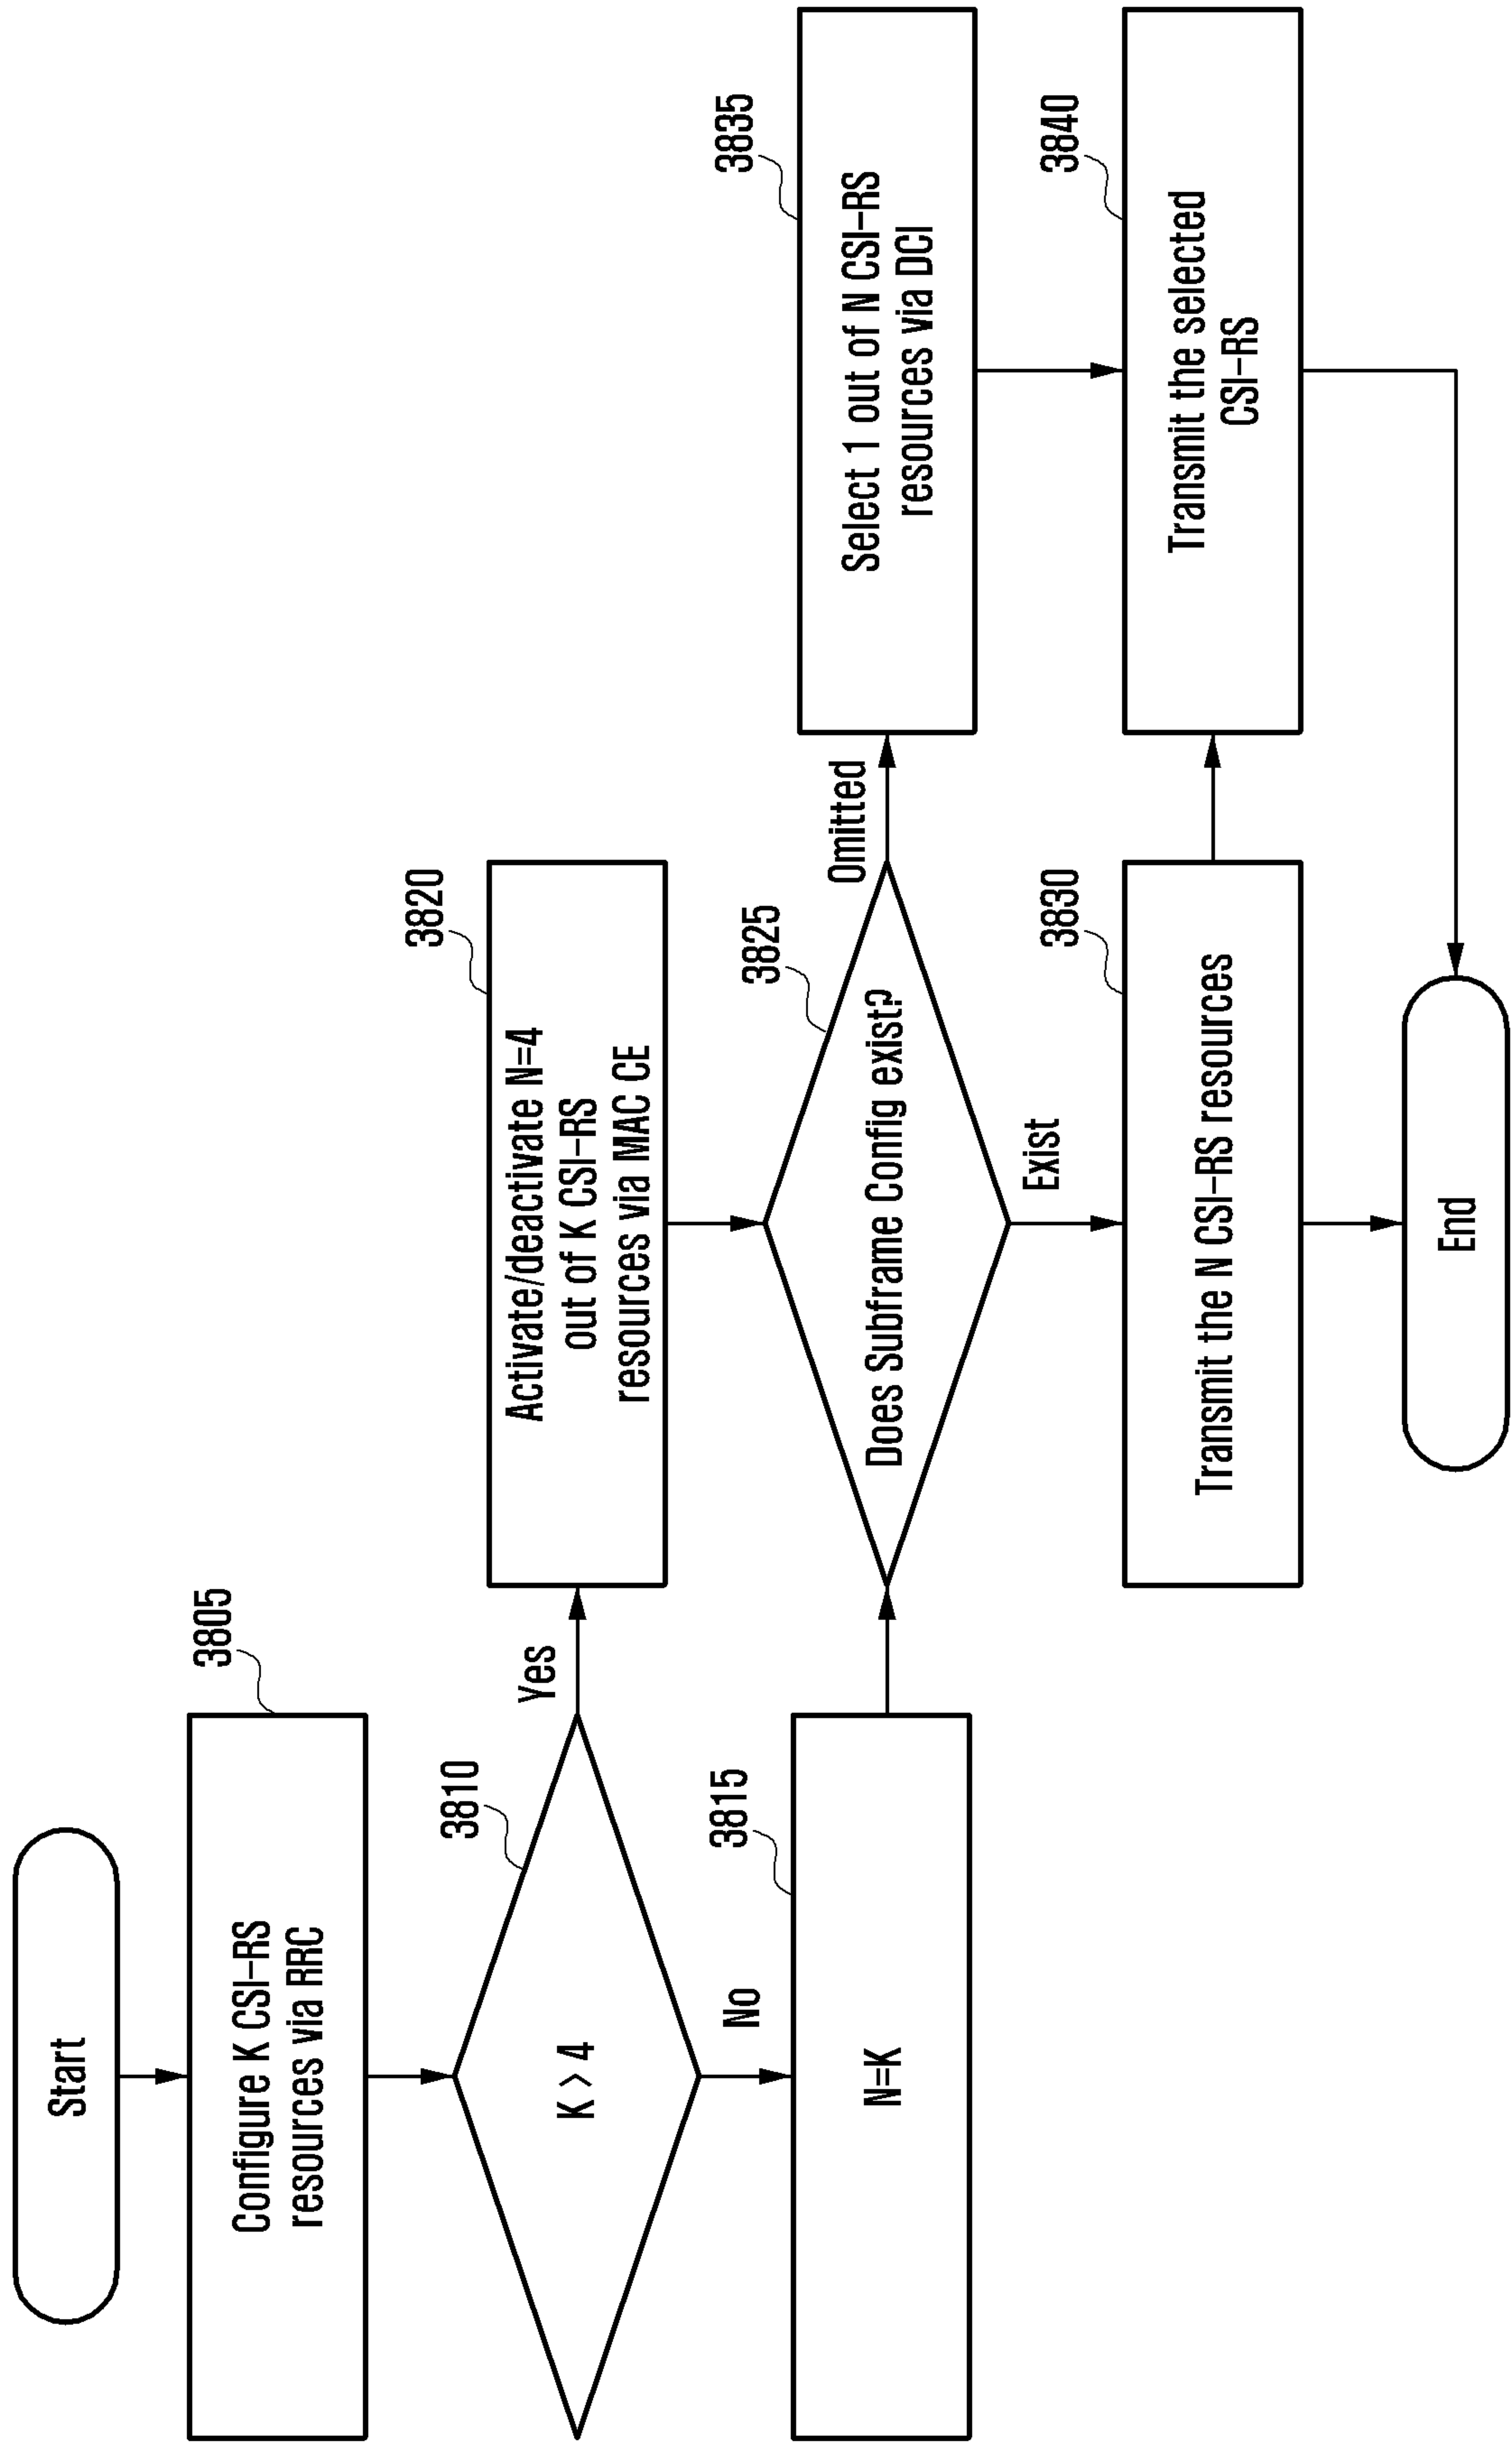 Start
3805
Configure K CSI-RS
resources via RRC
3810
K > 4
Yes
No
3815
N=K
3820
Activate/deactivate N=4
out of K CSI-RS
resources via MAC CE
3825
Does Subframe Config exist?
Omitted
Exist
3830
Transmit the N CSI-RS resources
3835
Select 1 out of N CSI-RS
resources via DCI
3840
Transmit the selected
CSI-RS
End